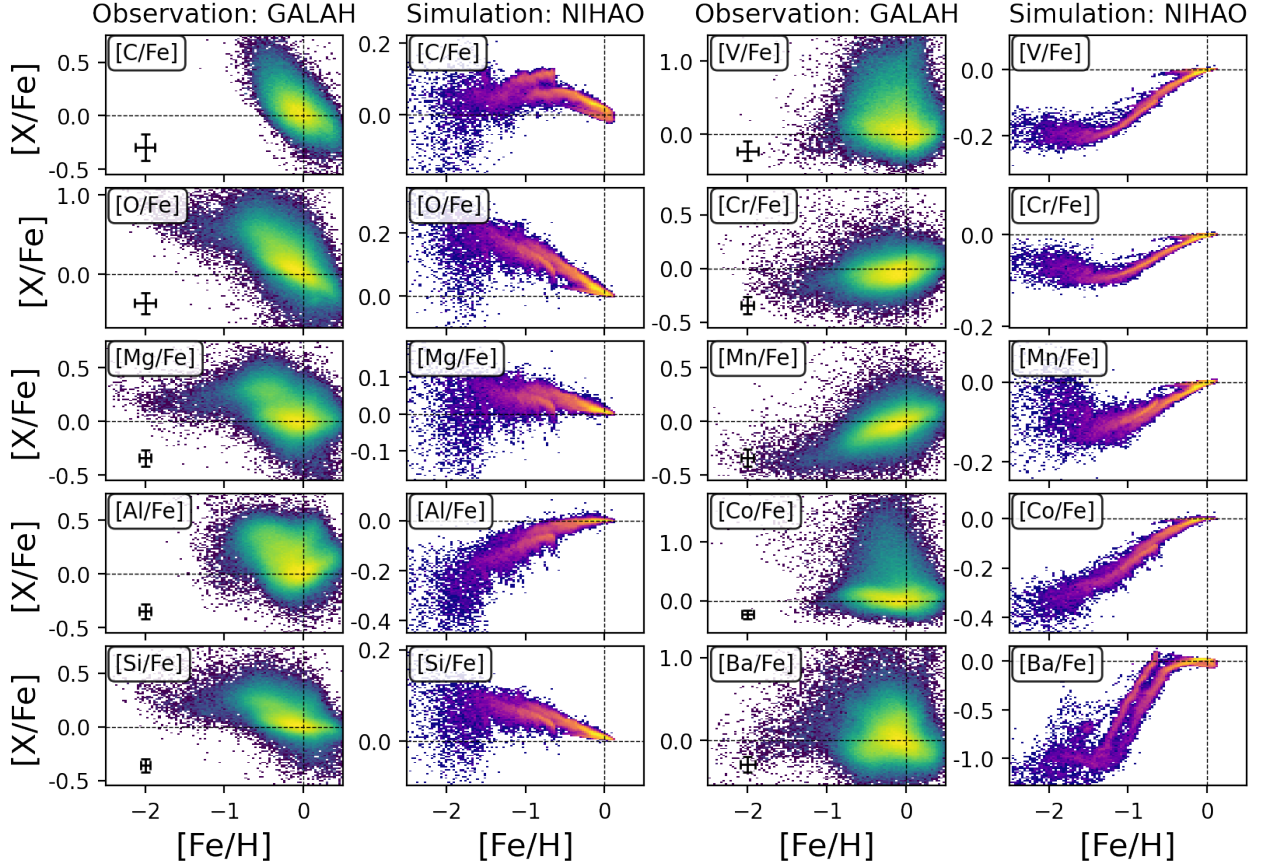 Observation: GALAH Simulation: NIHAO Observation: GALAH Simulation: NIHAO
[X/Fe] 0.5 0.0 -0.5 [C/Fe] 0.2 0.0 [C/Fe] 1.0 0.0 [V/Fe] 0.0 -0.2 [V/Fe]
[X/Fe] 1.0 0.0 [O/Fe] 0.2 0.0 [O/Fe] 0.5 0.0 -0.5 [Cr/Fe] 0.0 -0.2 [Cr/Fe]
[X/Fe] 0.5 0.0 -0.5 [Mg/Fe] 0.1 0.0 -0.1 [Mg/Fe] 0.5 0.0 -0.5 [Mn/Fe] 0.0 -0.2 [Mn/Fe]
[X/Fe] 0.5 0.0 -0.5 [Al/Fe] 0.0 -0.2 -0.4 [Al/Fe] 1.0 0.0 [Co/Fe] 0.0 -0.2 -0.4 [Co/Fe]
[X/Fe] 0.5 0.0 -0.5 [Si/Fe] 0.2 0.0 [Si/Fe] 1.0 0.0 [Ba/Fe] 0.0 -0.5 -1.0 [Ba/Fe]
−2 −1 0 −2 −1 0 −2 −1 0 −2 −1 0
[Fe/H] [Fe/H] [Fe/H] [Fe/H]